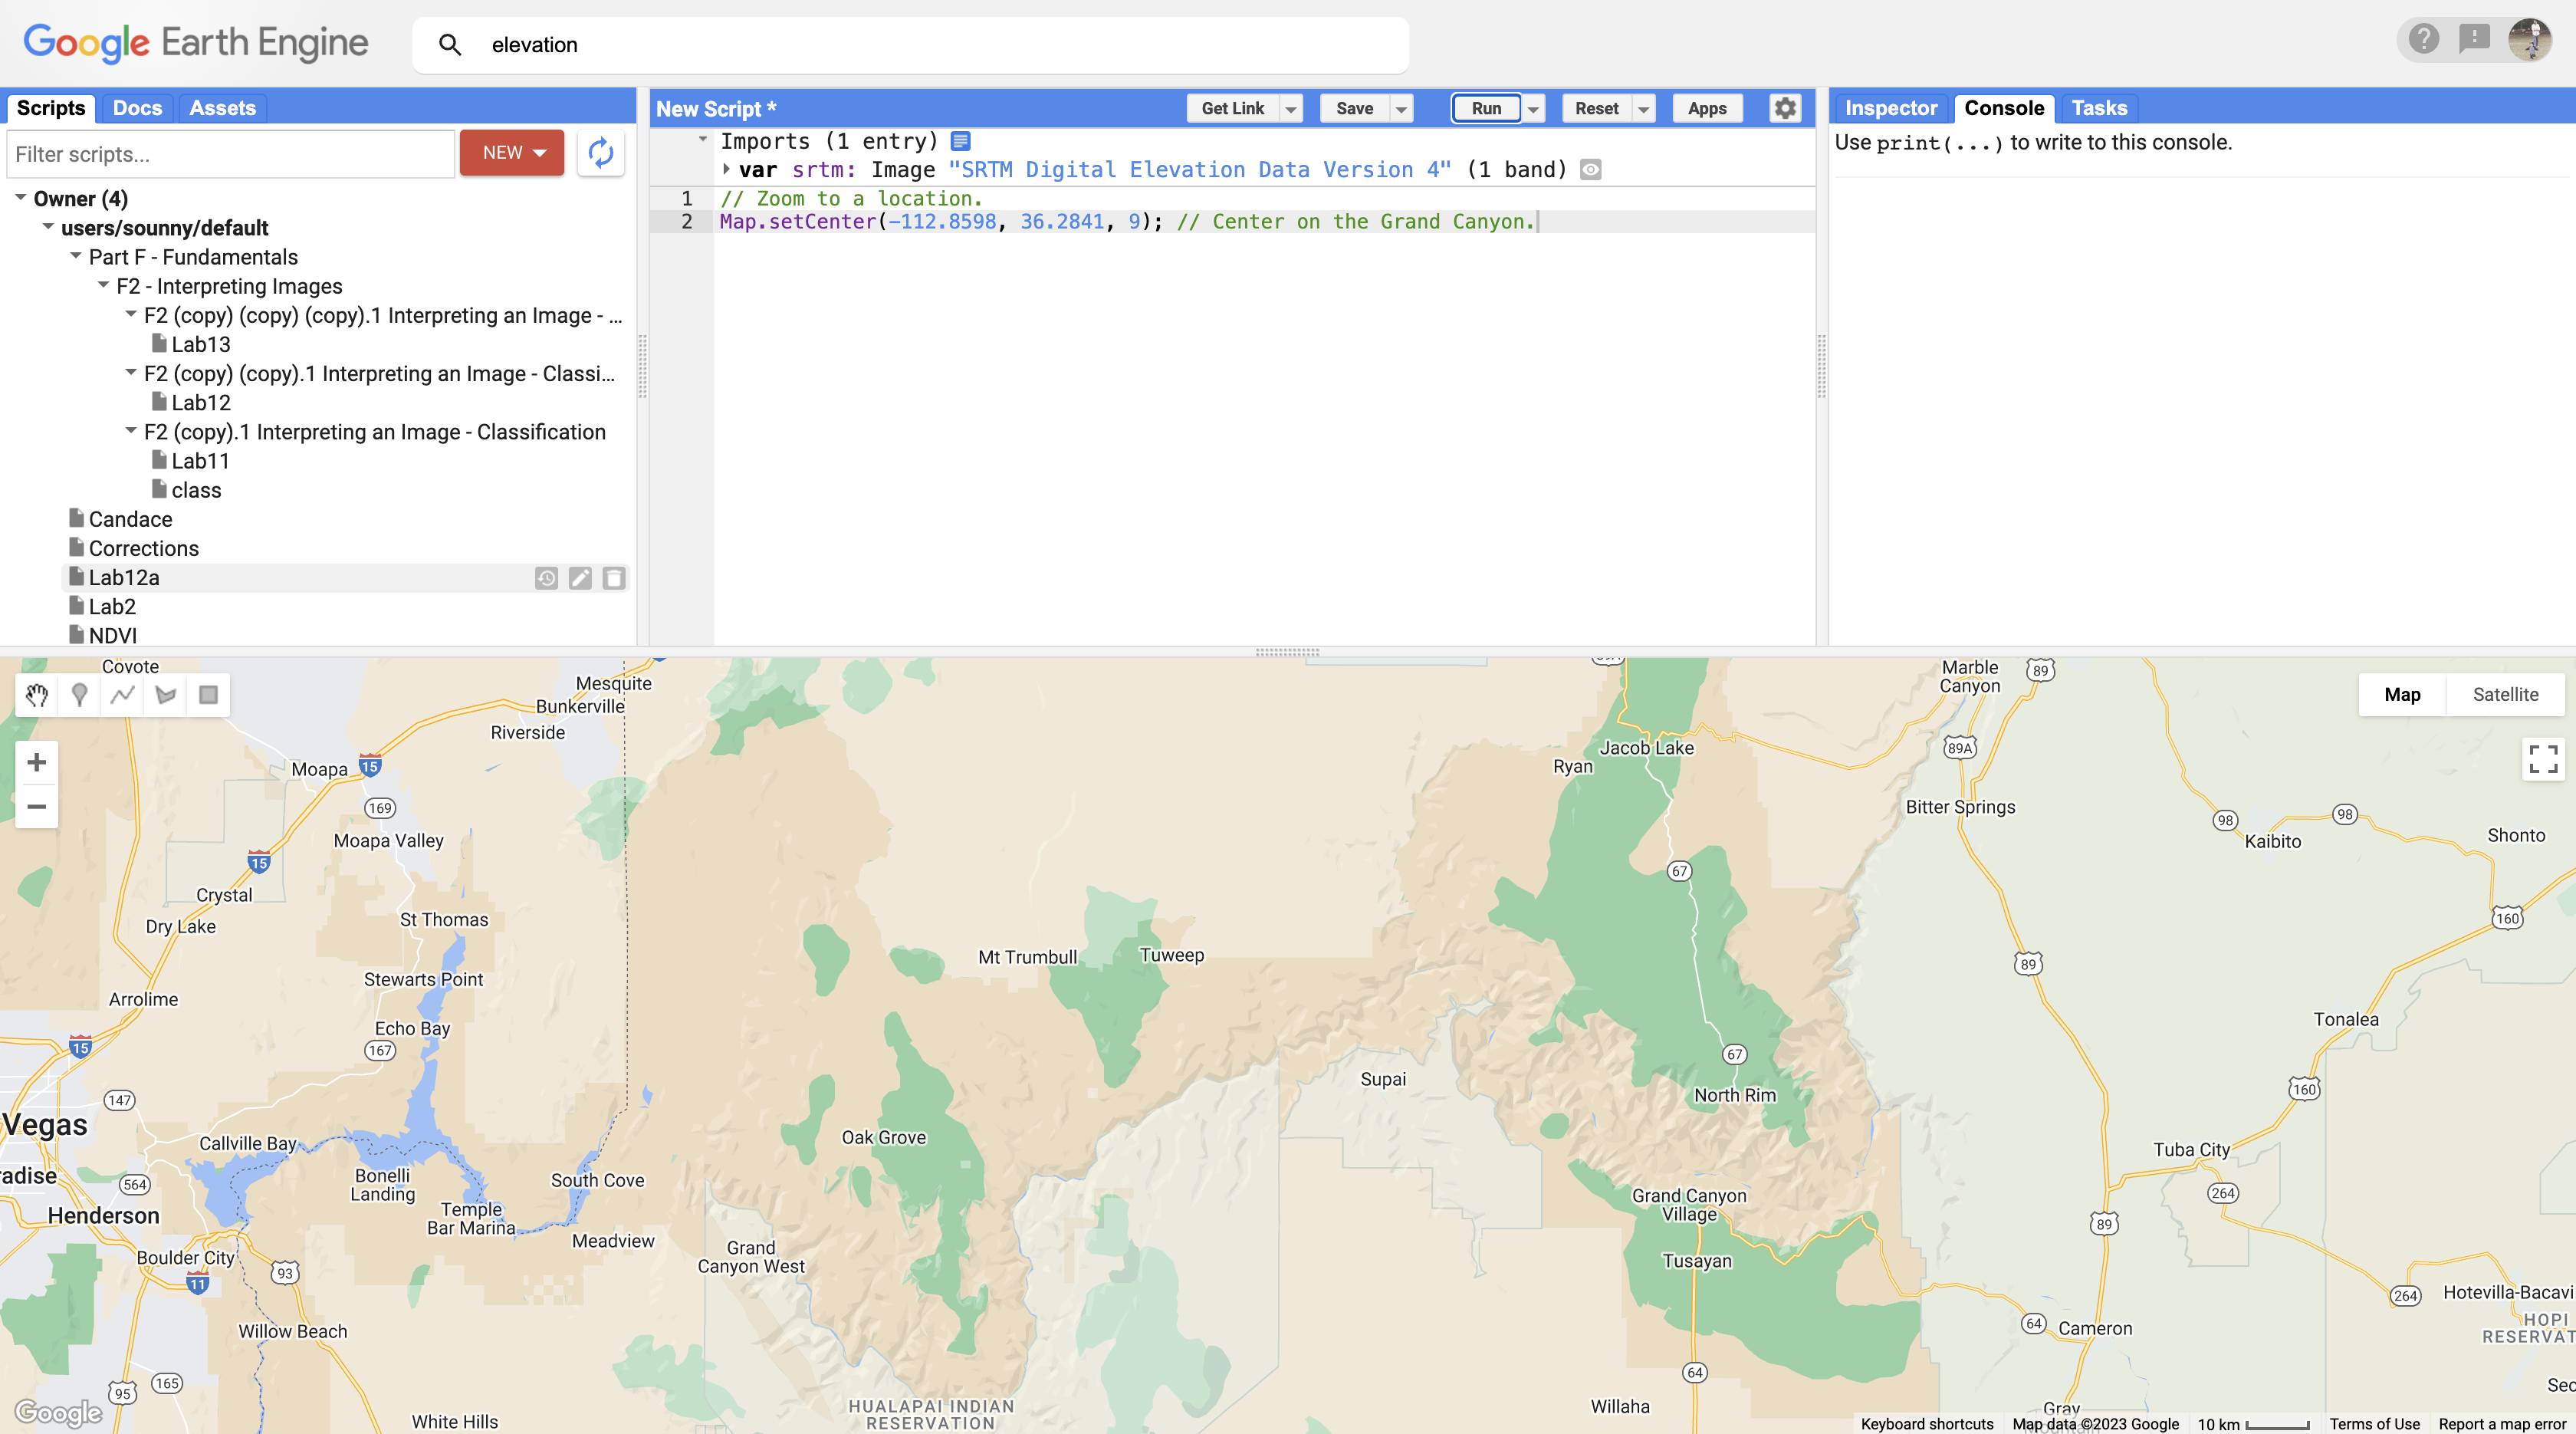 Google Earth Engine
elevation
Scripts Docs Assets
Filter scripts...
NEW
Owner (4)
users/sounny/default
Part F - Fundamentals
F2 - Interpreting Images
F2 (copy) (copy) (copy).1 Interpreting an Image - ...
Lab13
F2 (copy) (copy).1 Interpreting an Image - Classi...
Lab12
F2 (copy).1 Interpreting an Image - Classification
Lab11
class
Candace
Corrections
Lab12a
Lab2
NDVI
New Script *
Get Link Save Run Reset Apps
Imports (1 entry)
var srtm: Image "SRTM Digital Elevation Data Version 4" (1 band)
1 // Zoom to a location.
2 Map.setCenter(-112.8598, 36.2841, 9); // Center on the Grand Canyon.
Inspector Console Tasks
Use print(...) to write to this console.
Map Satellite
Coyote
Mesquite
Bunkerville
Riverside
Moapa
15
169
Moapa Valley
15
Crystal
Dry Lake
St Thomas
Stewarts Point
Arrolime
Echo Bay
15
167
147
Vegas
Callville Bay
radise
564
Bonelli
Landing
South Cove
Henderson
Temple
Bar Marina
Meadview
Boulder City
11
93
Willow Beach
95
165
White Hills
Mt Trumbull
Tuweep
Oak Grove
Grand
Canyon West
HUALAPAI INDIAN
RESERVATION
Supai
Jacob Lake
Ryan
67
67
North Rim
Grand Canyon
Village
Tusayan
64
Willaha
Marble
Canyon
89
89A
Bitter Springs
98
98
Kaibito
Shonto
160
89
Tonalea
160
Tuba City
264
89
264
Hotevilla-Bacavi
HOPI
RESERVAT
64
Cameron
Gray
Sec
Google
Keyboard shortcuts Map data ©2023 Google 10 km Terms of Use Report a map error